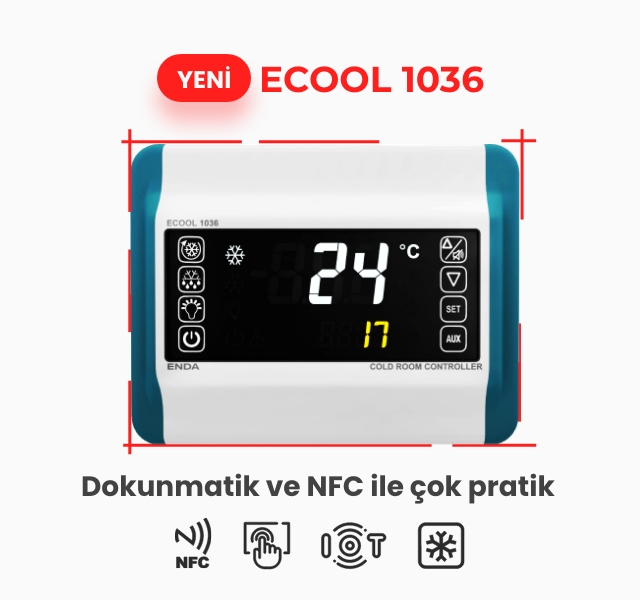 YENİ ECOOL 1036
ECOOL 1036
24 °C
17
SET
AUX
ENDA COLD ROOM CONTROLLER
Dokunmatik ve NFC ile çok pratik
NFC
IOT